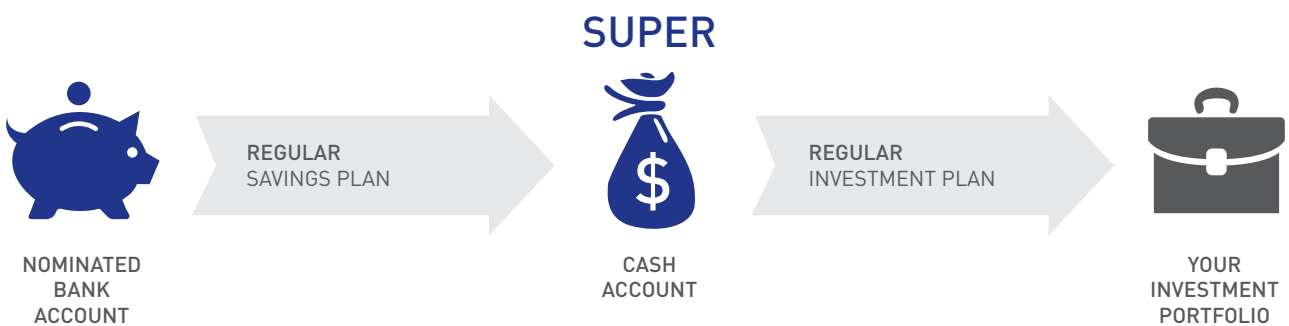 SUPER
REGULAR
SAVINGS PLAN
$
REGULAR
INVESTMENT PLAN
NOMINATED
BANK
ACCOUNT
CASH
ACCOUNT
YOUR
INVESTMENT
PORTFOLIO